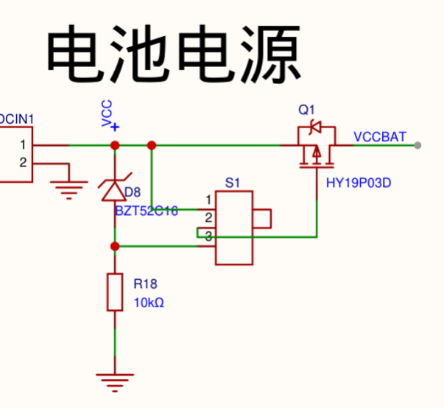 电池电源
DCIN1
1
2
VCC
+
Q1
VCCBAT
HY19P03D
D8
BZT52C16
S1
1
2
3
R18
10kΩ